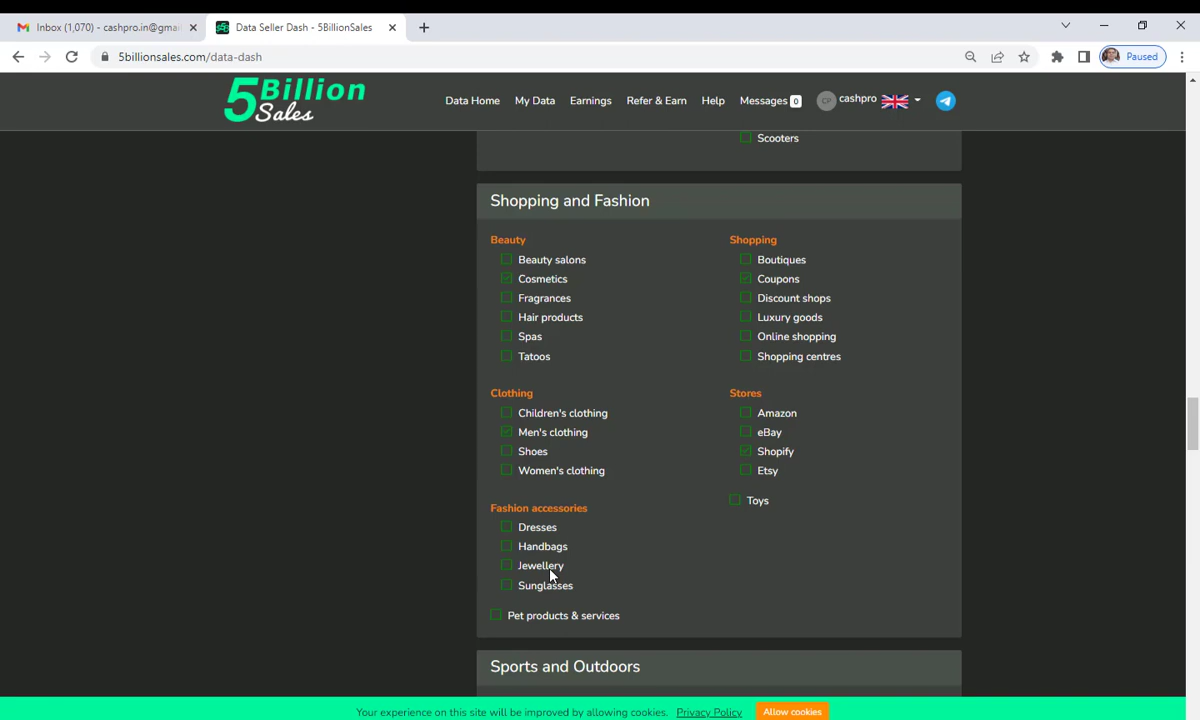 Inbox (1,070) - cashpro.in@gmai
Data Seller Dash - 5BillionSales
5billionsales.com/data-dash
Paused
5Billion
Sales
Data Home
My Data
Earnings
Refer & Earn
Help
Messages 0
CP
cashpro
Scooters
Shopping and Fashion
Beauty
Beauty salons
Cosmetics
Fragrances
Hair products
Spas
Tatoos
Clothing
Children's clothing
Men's clothing
Shoes
Women's clothing
Fashion accessories
Dresses
Handbags
Jewellery
Sunglasses
Pet products & services
Shopping
Boutiques
Coupons
Discount shops
Luxury goods
Online shopping
Shopping centres
Stores
Amazon
eBay
Shopify
Etsy
Toys
Sports and Outdoors
Your experience on this site will be improved by allowing cookies. Privacy Policy
Allow cookies